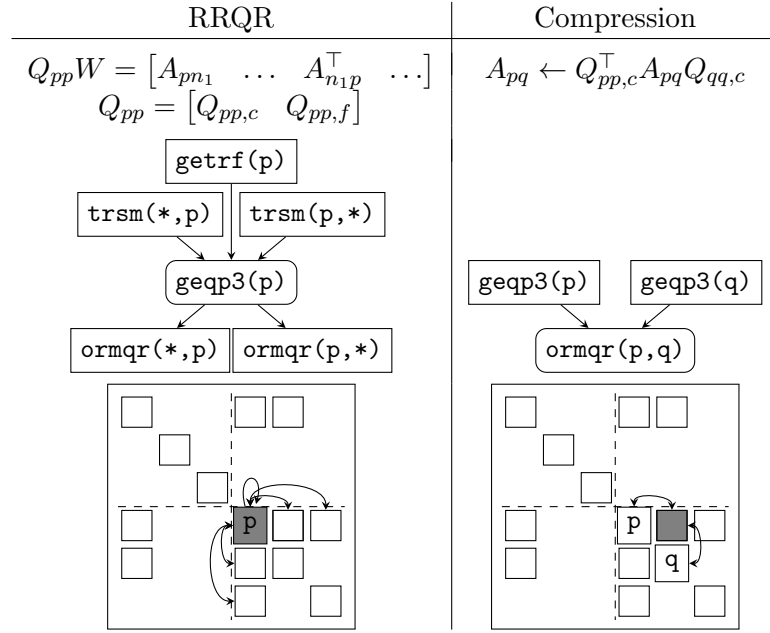 RRQR Compression
Q_{pp}W = [A_{pn_1} … A_{n_1p}^⊤ …] A_{pq} ← Q_{pp,c}^⊤ A_{pq} Q_{qq,c}
Q_{pp} = [Q_{pp,c} Q_{pp,f}]
getrf(p)
trsm(*,p) trsm(p,*)
geqp3(p) geqp3(p) geqp3(q)
ormqr(*,p) ormqr(p,*) ormqr(p,q)
p p
q